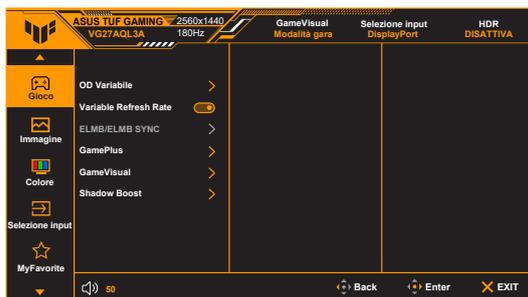 ASUS TUF GAMING 2560x1440
VG27AQL3A 180Hz
GameVisual
Modalità gara
Selezione input
DisplayPort
HDR
DISATTIVA
Gioco
Immagine
Colore
Selezione input
MyFavorite
OD Variabile
Variable Refresh Rate
ELMB/ELMB SYNC
GamePlus
GameVisual
Shadow Boost
50
Back
Enter
EXIT